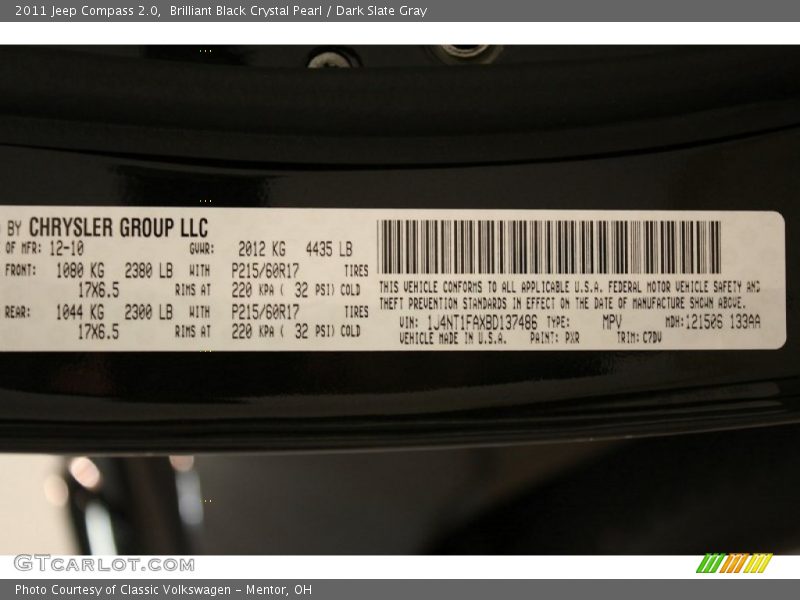 2011 Jeep Compass 2.0,  Brilliant Black Crystal Pearl / Dark Slate Gray
BY CHRYSLER GROUP LLC
OF MFR: 12-10 GVWR: 2012 KG 4435 LB
FRONT: 1080 KG 2380 LB WITH P215/60R17 TIRES
17X6.5 RIMS AT 220 KPA ( 32 PSI) COLD
REAR: 1044 KG 2300 LB WITH P215/60R17 TIRES
17X6.5 RIMS AT 220 KPA ( 32 PSI) COLD
THIS VEHICLE CONFORMS TO ALL APPLICABLE U.S.A. FEDERAL MOTOR VEHICLE SAFETY AND
THEFT PREVENTION STANDARDS IN EFFECT ON THE DATE OF MANUFACTURE SHOWN ABOVE.
VIN: 1J4NT1FAXBD137486 TYPE: MPV MDH:121506 133AA
VEHICLE MADE IN U.S.A. PAINT: PXR TRIM: C7DV
GTCARLOT.COM
Photo Courtesy of Classic Volkswagen - Mentor, OH